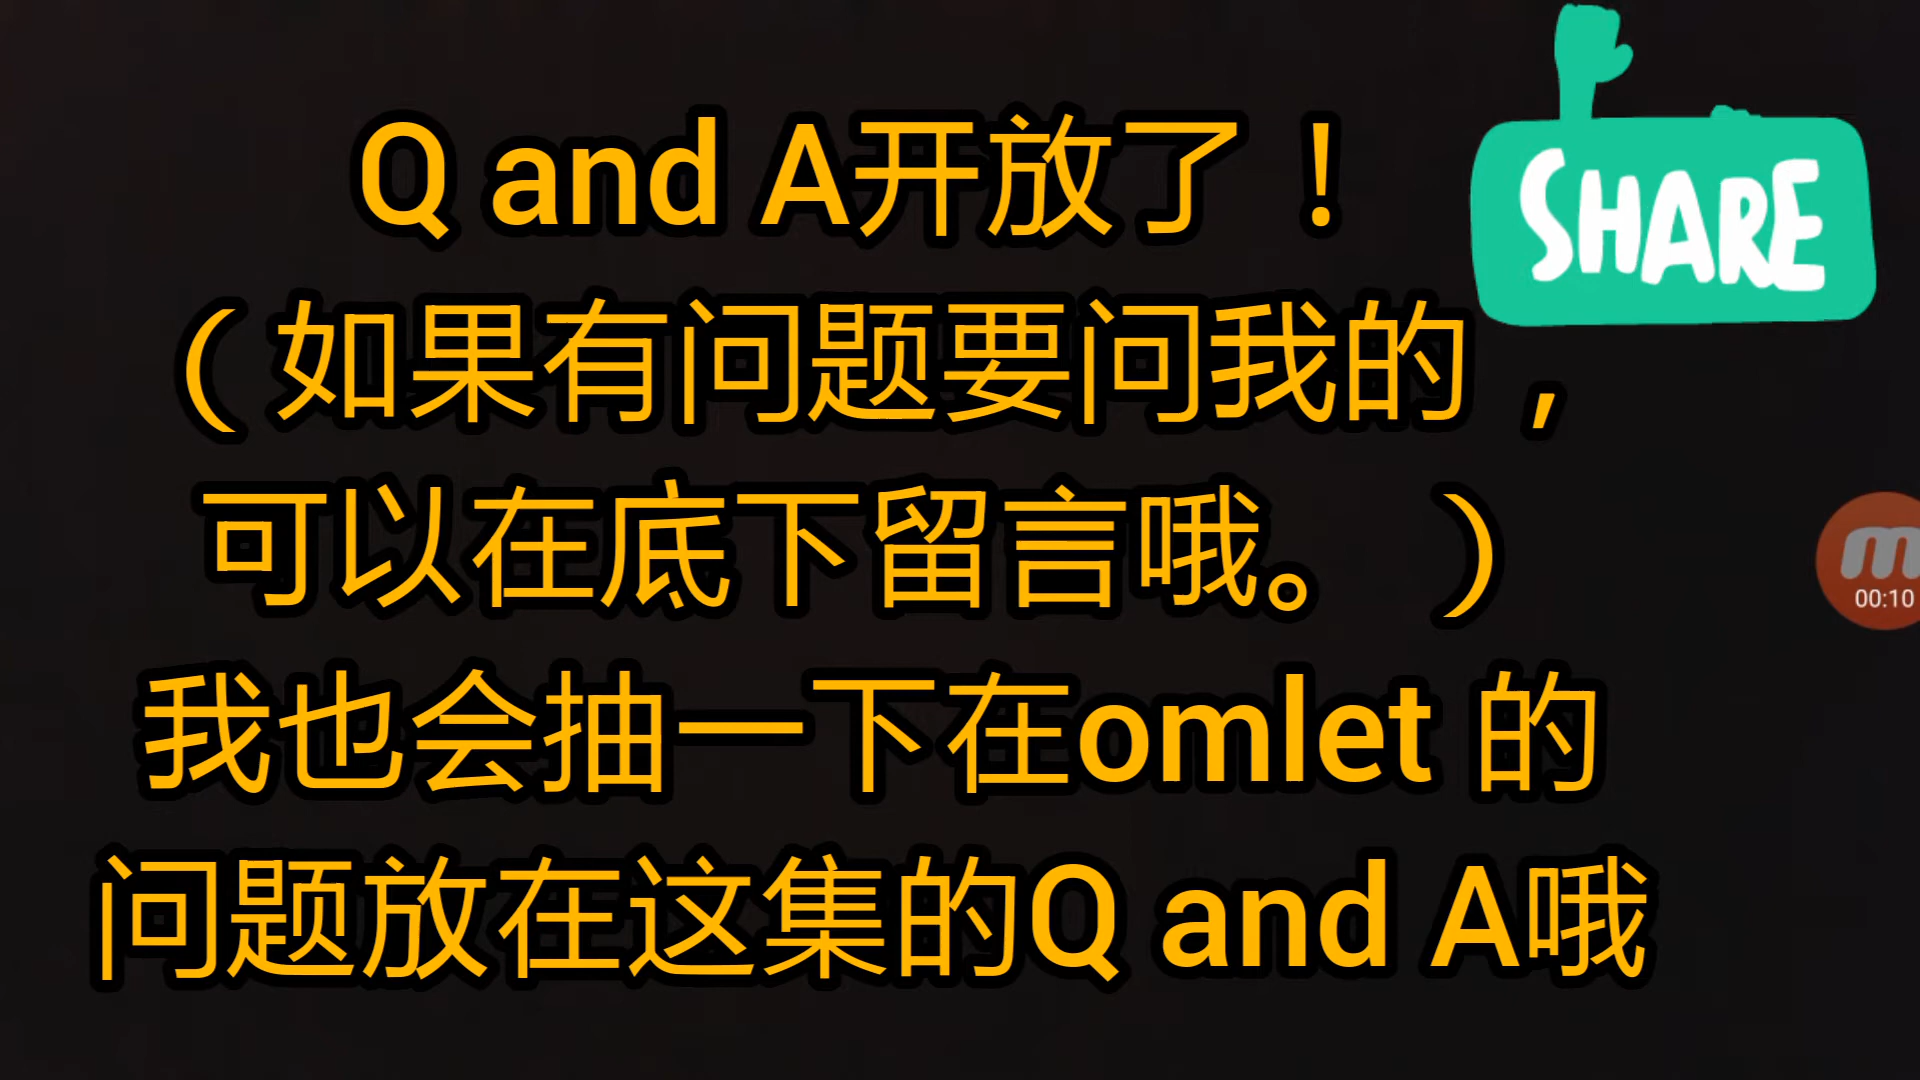 Q and A开放了！
SHARE
（如果有问题要问我的，
可以在底下留言哦。）
m
00:10
我也会抽一下在omlet 的
问题放在这集的Q and A哦